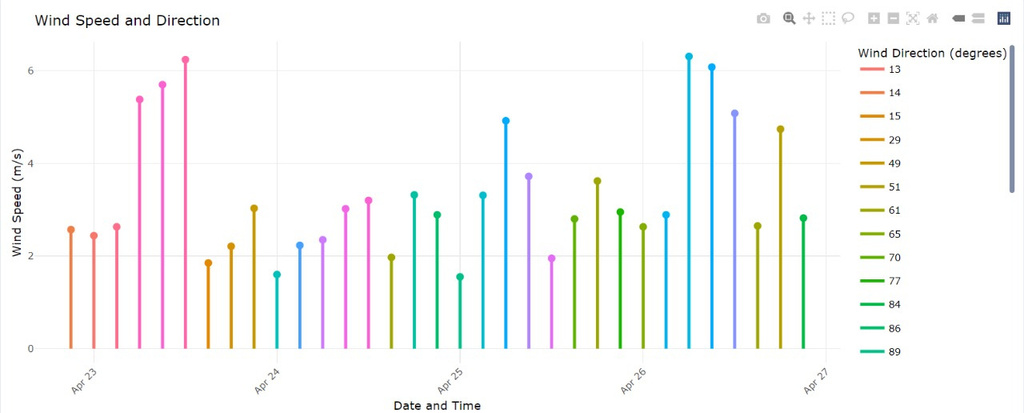 Wind Speed and Direction
Wind Direction (degrees)
13
14
15
29
49
51
61
65
70
77
84
86
89
6
4
2
0
Wind Speed (m/s)
Apr 23
Apr 24
Apr 25
Apr 26
Apr 27
Date and Time